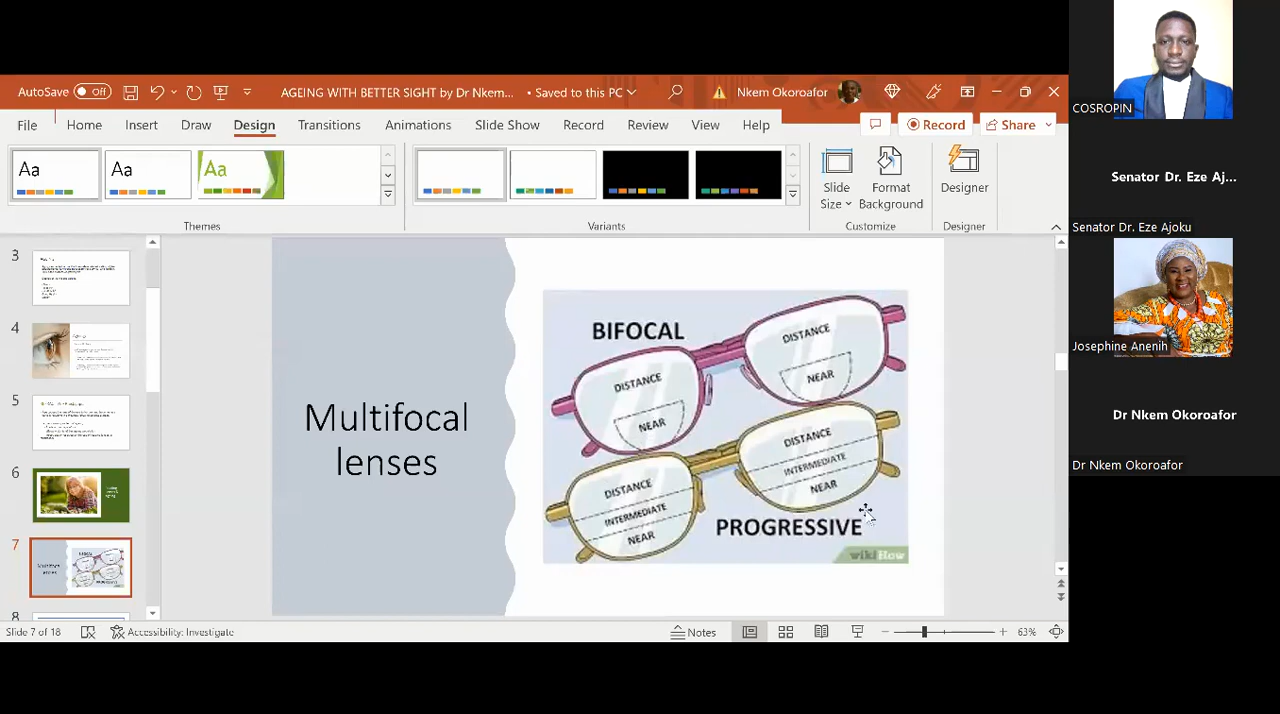 AutoSave Off AGEING WITH BETTER SIGHT by Dr Nkem... • Saved to this PC Nkem Okoroafor
File Home Insert Draw Design Transitions Animations Slide Show Record Review View Help Record Share
Aa Aa Aa
Slide Size Format Background Designer
Themes Variants Customize Designer
3
4
5
6
7
8
Multifocal
lenses
BIFOCAL
DISTANCE
NEAR
DISTANCE
NEAR
DISTANCE
INTERMEDIATE
NEAR
DISTANCE
INTERMEDIATE
NEAR
PROGRESSIVE
wikiHow
Slide 7 of 18 Accessibility: Investigate Notes 63%
COSROPIN
Senator Dr. Eze Aj...
Senator Dr. Eze Ajoku
Josephine Anenih
Dr Nkem Okoroafor
Dr Nkem Okoroafor